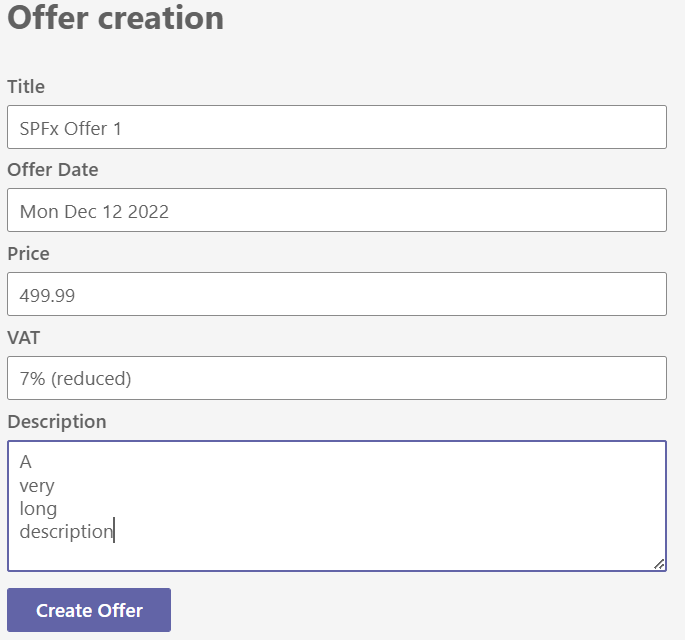 Offer creation
Title
SPFx Offer 1
Offer Date
Mon Dec 12 2022
Price
499.99
VAT
7% (reduced)
Description
A
very
long
description
Create Offer